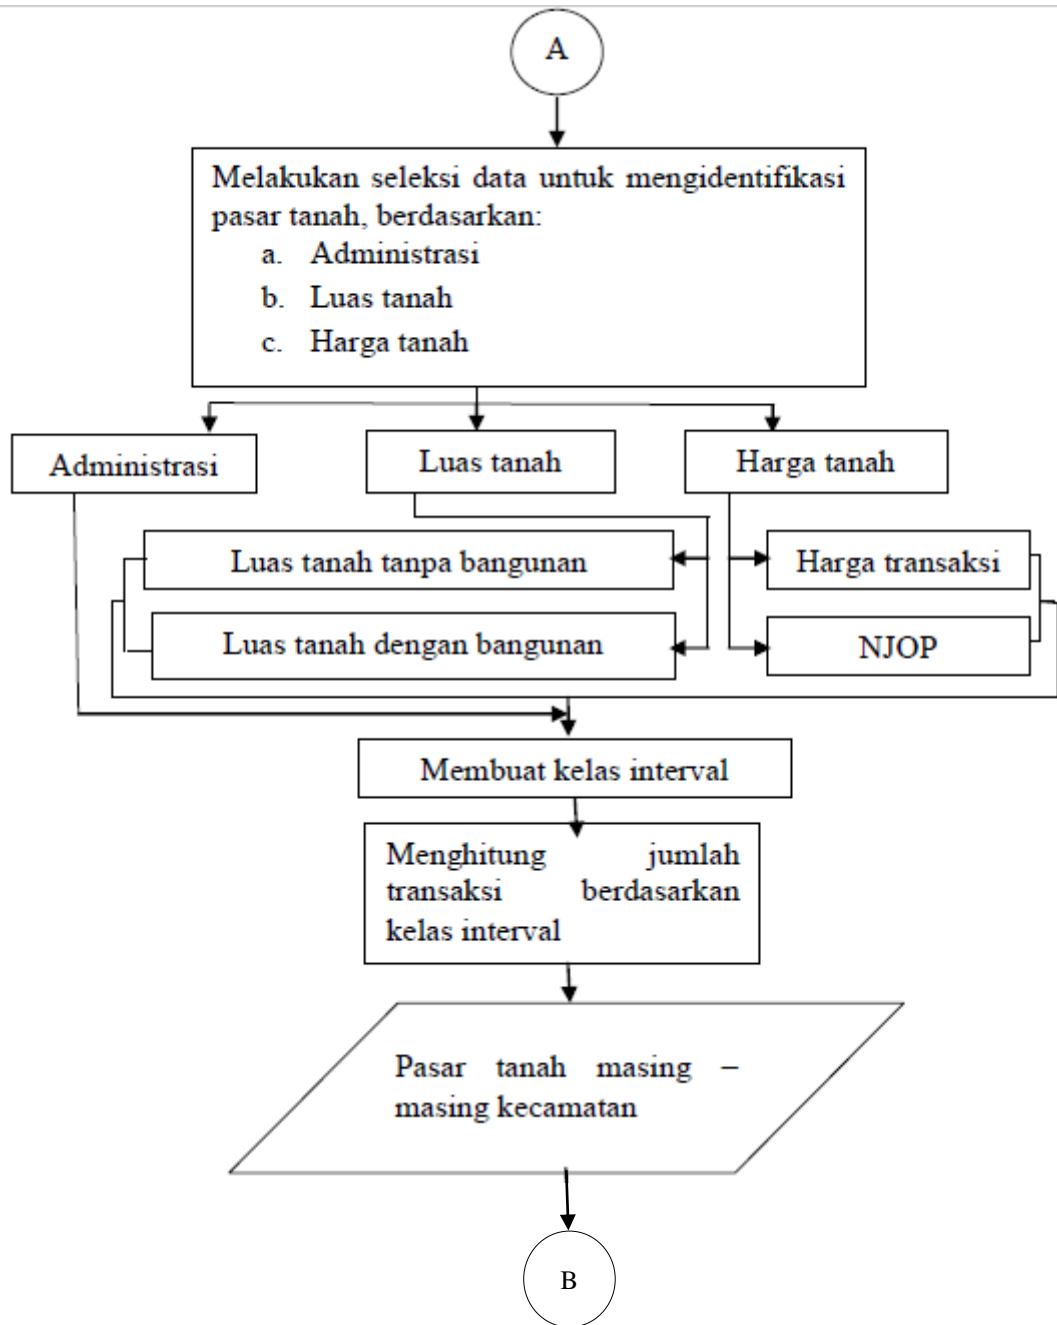 A
Melakukan seleksi data untuk mengidentifikasi
pasar tanah, berdasarkan:
a. Administrasi
b. Luas tanah
c. Harga tanah
Administrasi
Luas tanah
Harga tanah
Luas tanah tanpa bangunan
Harga transaksi
Luas tanah dengan bangunan
NJOP
Membuat kelas interval
Menghitung jumlah
transaksi berdasarkan
kelas interval
Pasar tanah masing –
masing kecamatan
B